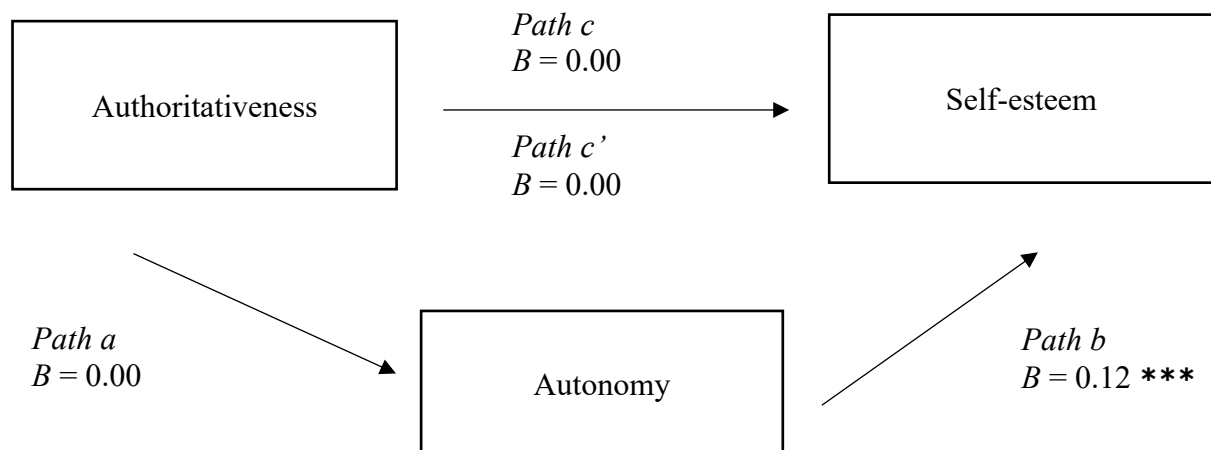 Path c
B = 0.00
Authoritativeness
Self-esteem
Path c’
B = 0.00
Path a
B = 0.00
Autonomy
Path b
B = 0.12 ***